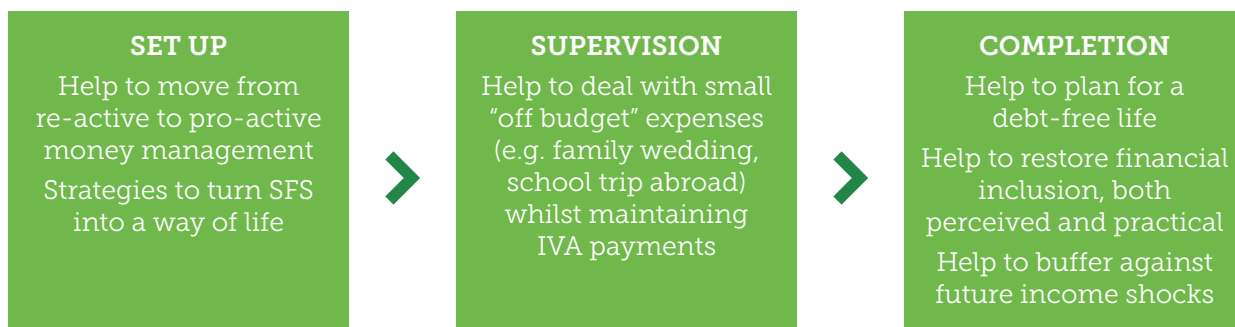 SET UP
Help to move from
re-active to pro-active
money management
Strategies to turn SFS
into a way of life
SUPERVISION
Help to deal with small
“off budget” expenses
(e.g. family wedding,
school trip abroad)
whilst maintaining
IVA payments
COMPLETION
Help to plan for a
debt-free life
Help to restore financial
inclusion, both
perceived and practical
Help to buffer against
future income shocks